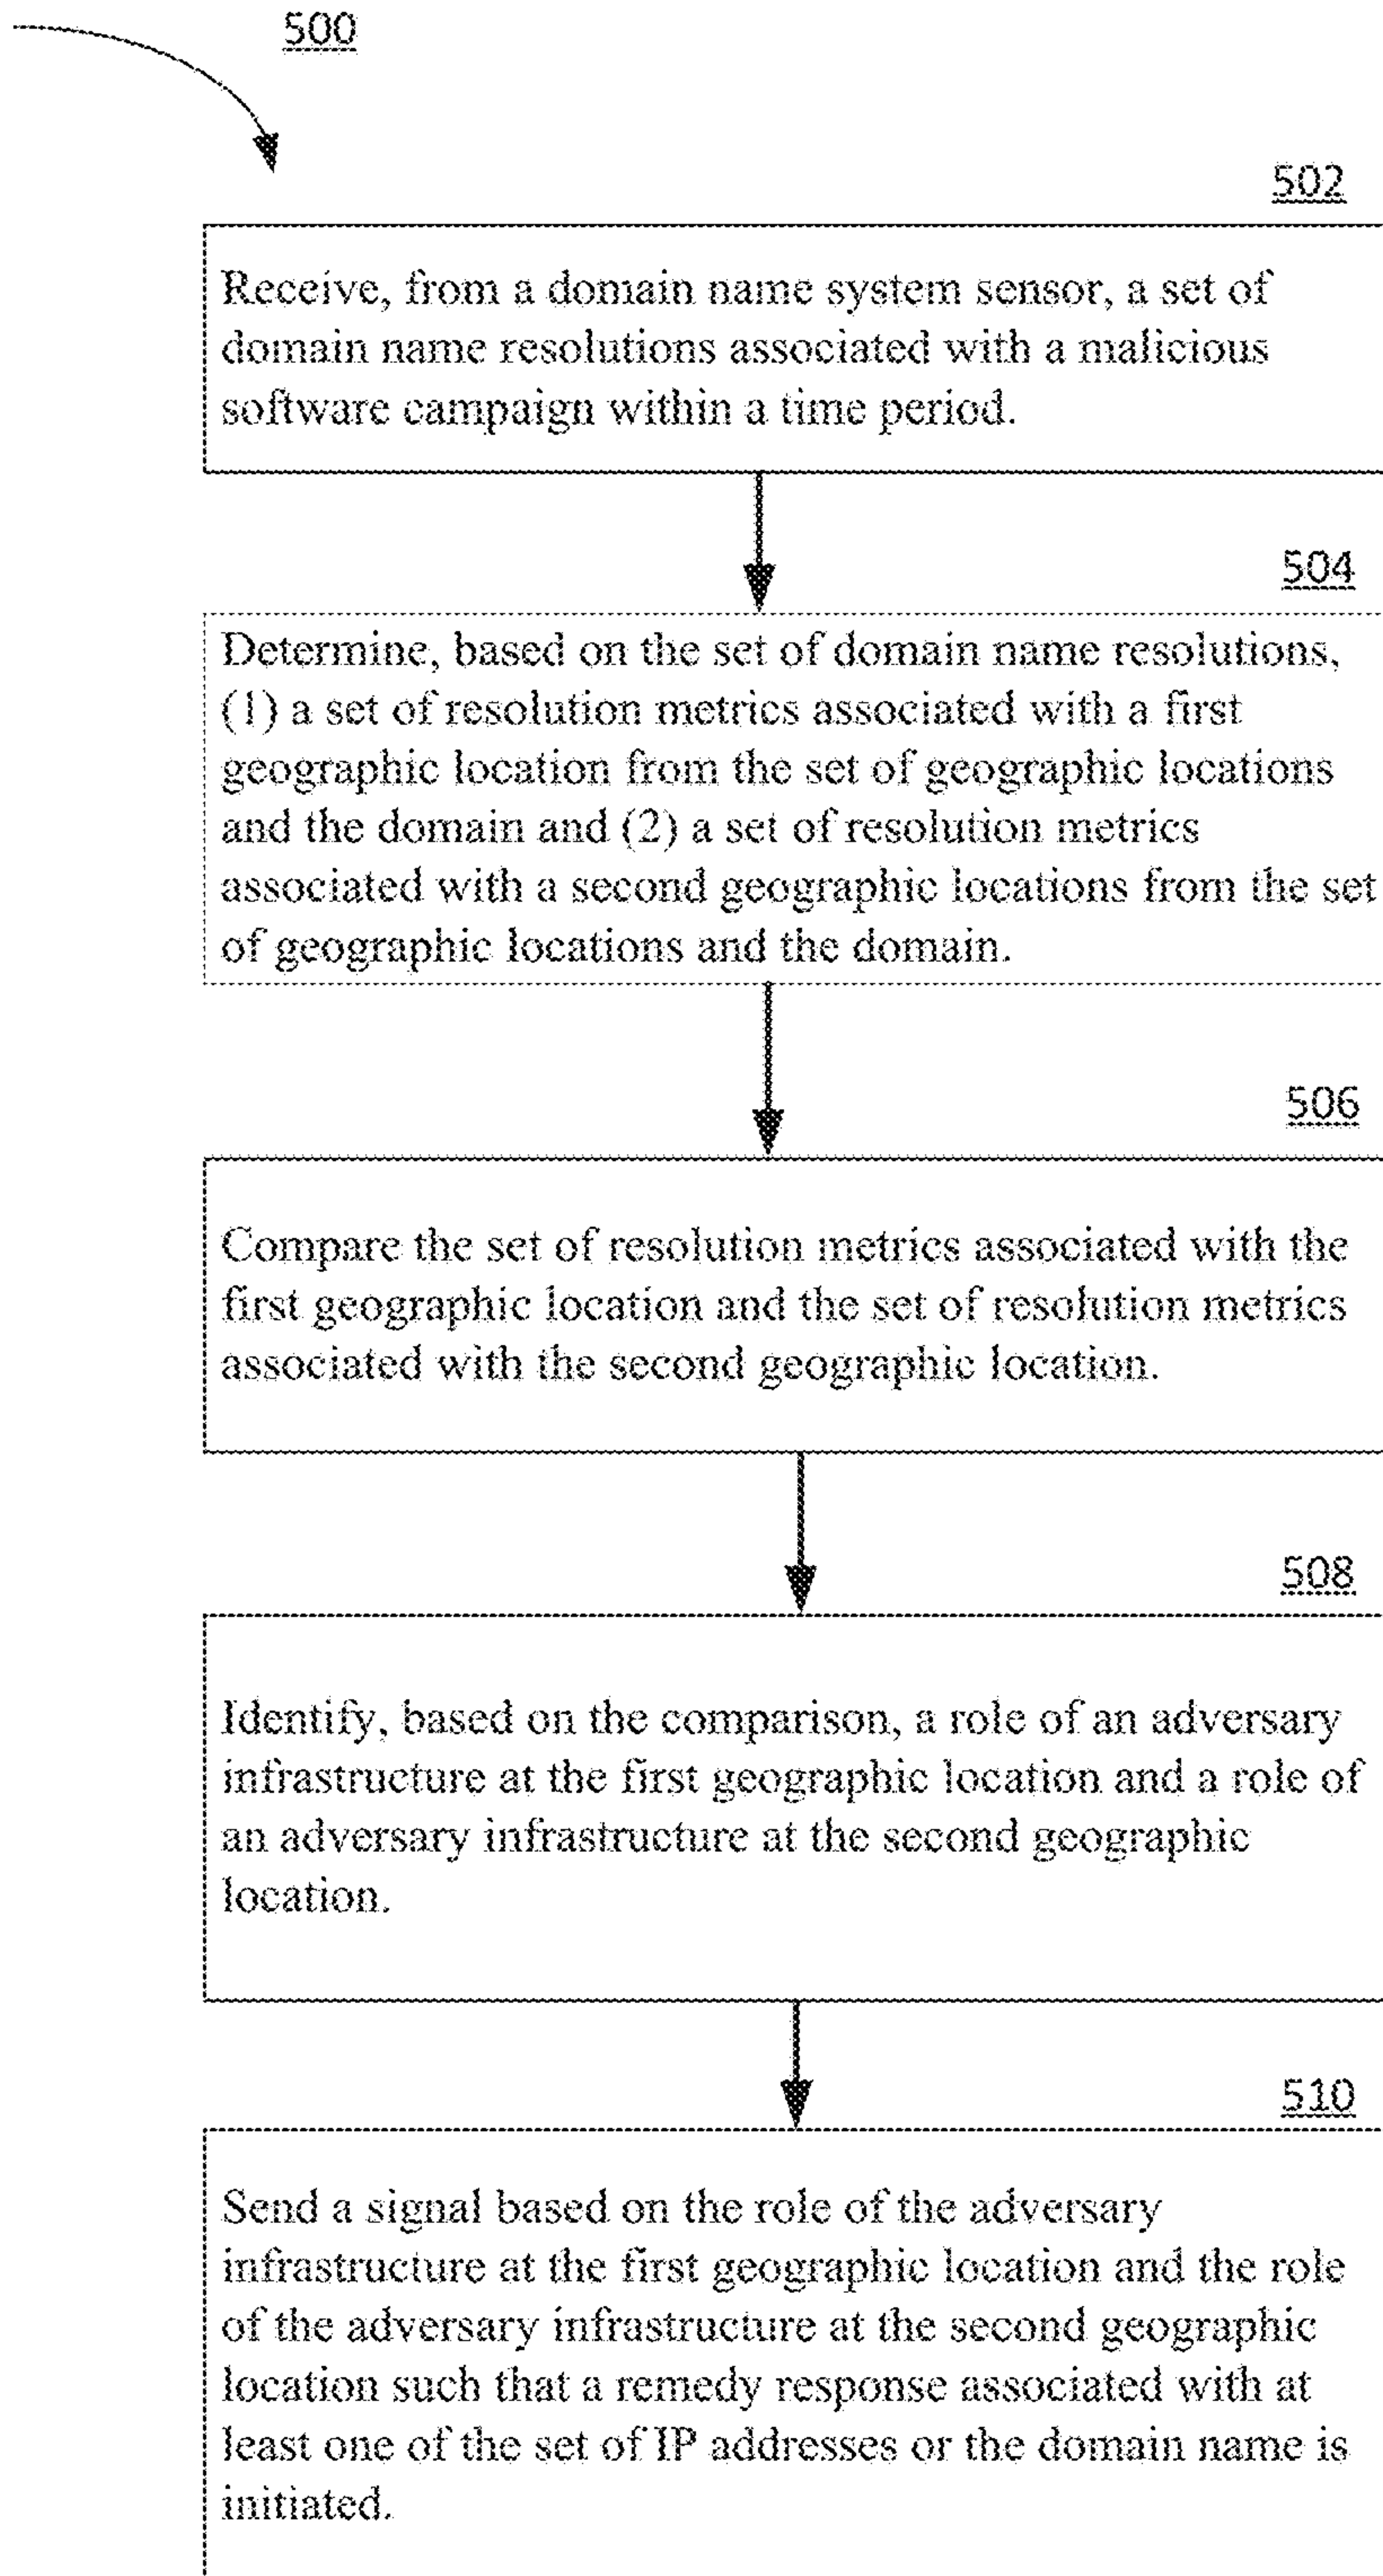 500
502
Receive, from a domain name system sensor, a set of
domain name resolutions associated with a malicious
software campaign within a time period.
504
Determine, based on the set of domain name resolutions,
(1) a set of resolution metrics associated with a first
geographic location from the set of geographic locations
and the domain and (2) a set of resolution metrics
associated with a second geographic locations from the set
of geographic locations and the domain.
506
Compare the set of resolution metrics associated with the
first geographic location and the set of resolution metrics
associated with the second geographic location.
508
Identify, based on the comparison, a role of an adversary
infrastructure at the first geographic location and a role of
an adversary infrastructure at the second geographic
location.
510
Send a signal based on the role of the adversary
infrastructure at the first geographic location and the role
of the adversary infrastructure at the second geographic
location such that a remedy response associated with at
least one of the set of IP addresses or the domain name is
initiated.